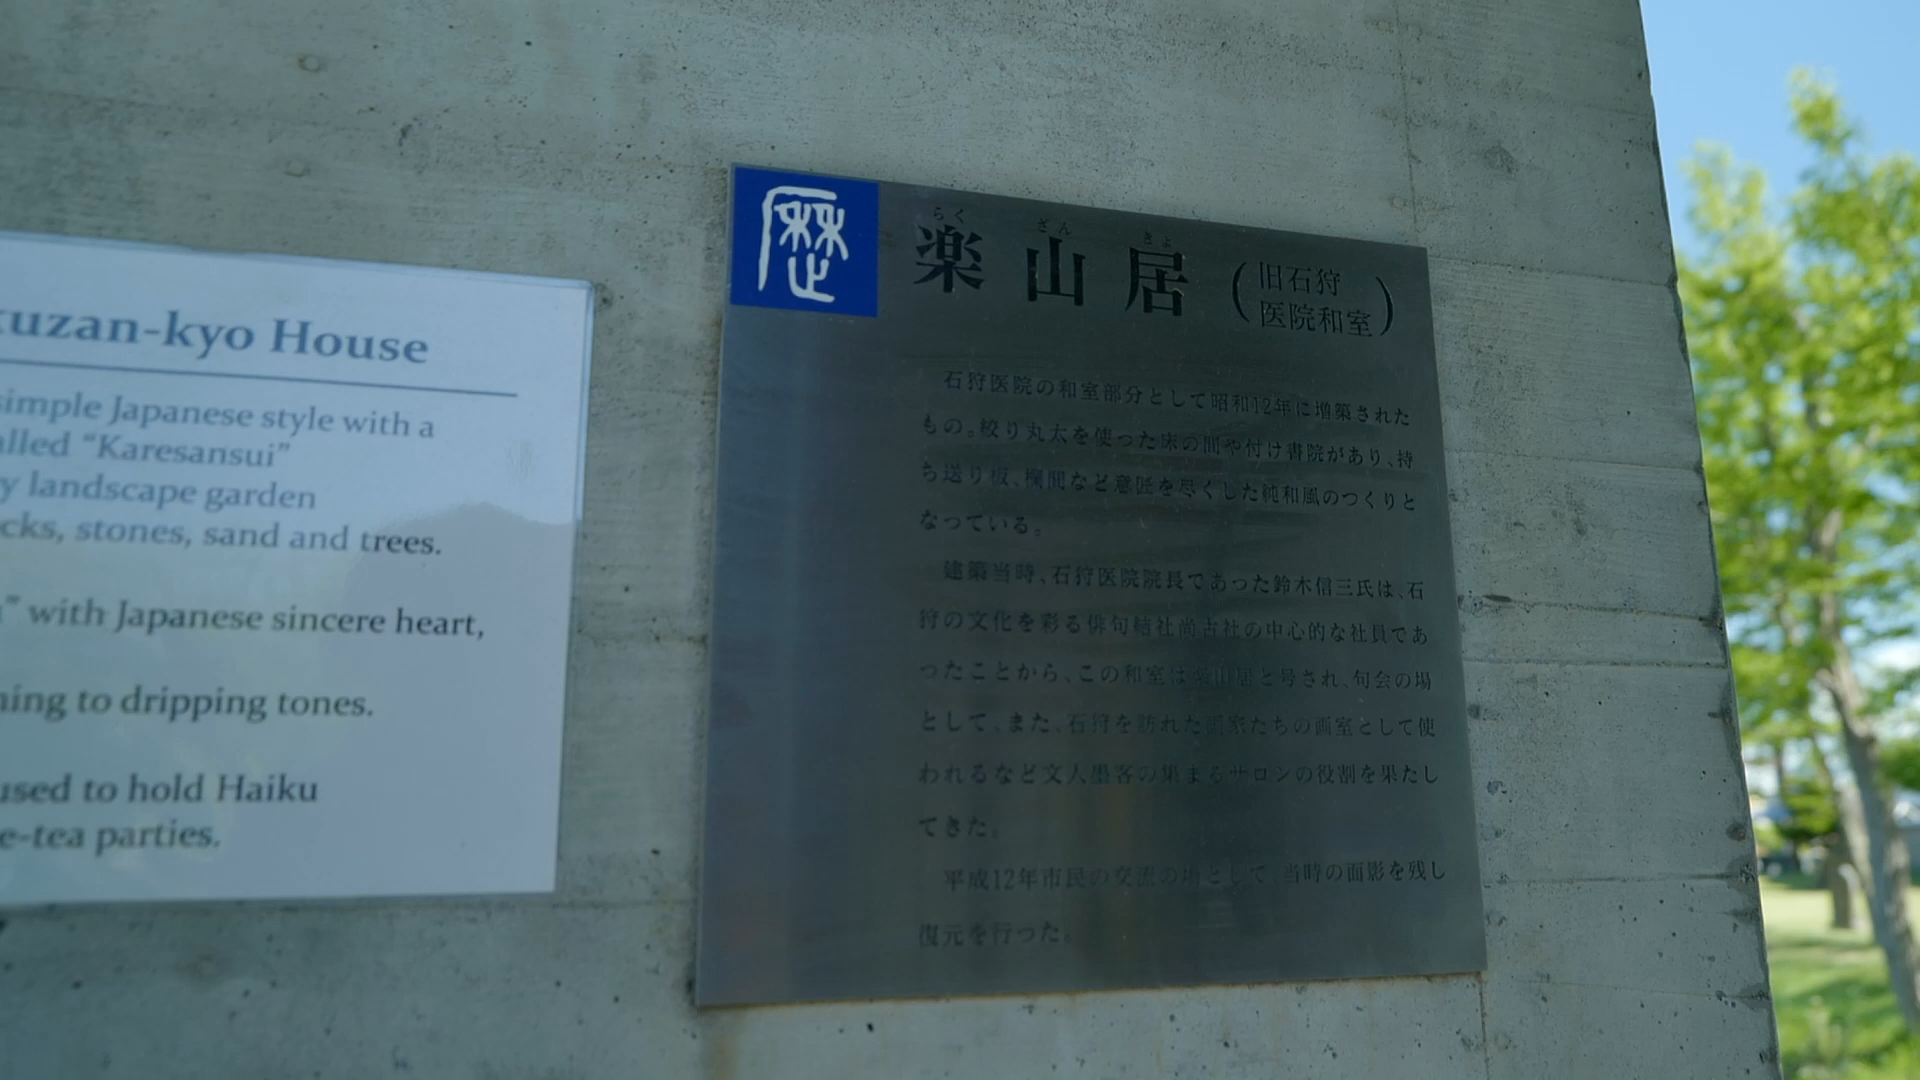 kuzan-kyo House
simple Japanese style with a
alled “Karesansui”
y landscape garden
cks, stones, sand and trees.
” with Japanese sincere heart,
ning to dripping tones.
used to hold Haiku
e-tea parties.
歴
らく ざん きょ
楽山居(旧石狩
医院和室)
石狩医院の和室部分として昭和12年に増築された
もの。絞り丸太を使った床の間や付け書院があり、持
ち送り板、欄間など意匠を尽くした純和風のつくりと
なっている。
建築当時、石狩医院院長であった鈴木信三氏は、石
狩の文化を彩る俳句結社尚古社の中心的な社員であ
ったことから、この和室は楽山居と号され、句会の場
として、また、石狩を訪れた画家たちの画室として使
われるなど文人墨客の集まるサロンの役割を果たし
てきた。
平成12年市民の交流の場として、当時の面影を残し
復元を行った。